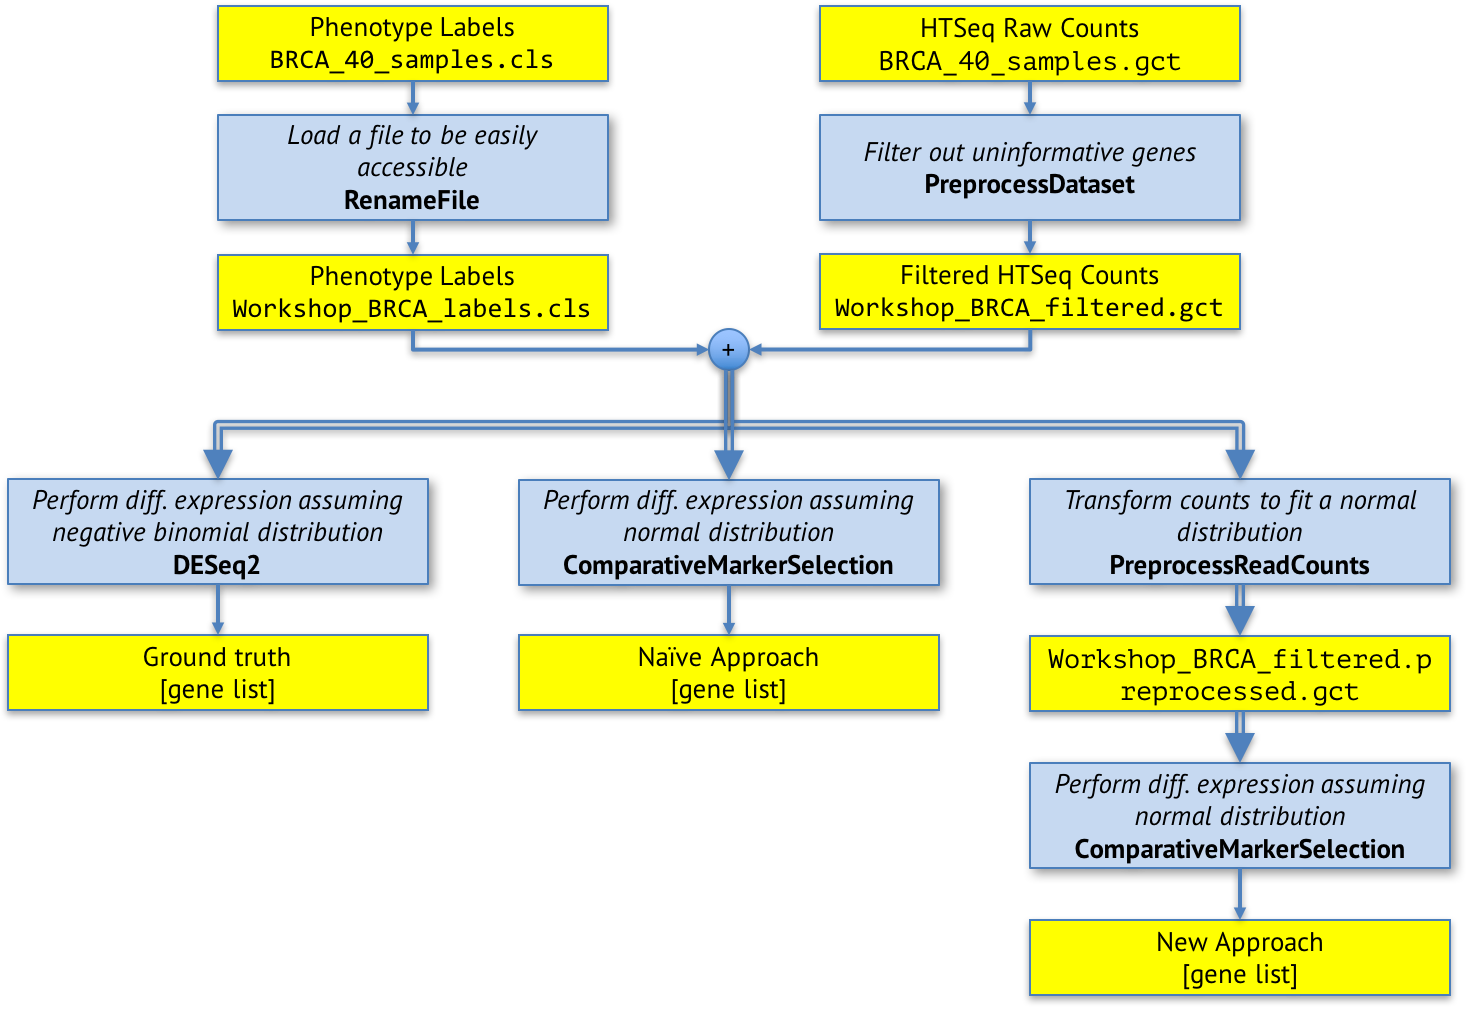 Phenotype Labels
BRCA_40_samples.cls
HTSeq Raw Counts
BRCA_40_samples.gct
Load a file to be easily
accessible
RenameFile
Filter out uninformative genes
PreprocessDataset
Phenotype Labels
Workshop_BRCA_labels.cls
Filtered HTSeq Counts
Workshop_BRCA_filtered.gct
+
Perform diff. expression assuming
negative binomial distribution
DESeq2
Perform diff. expression assuming
normal distribution
ComparativeMarkerSelection
Transform counts to fit a normal
distribution
PreprocessReadCounts
Ground truth
[gene list]
Naïve Approach
[gene list]
Workshop_BRCA_filtered.p
reprocessed.gct
Perform diff. expression assuming
normal distribution
ComparativeMarkerSelection
New Approach
[gene list]